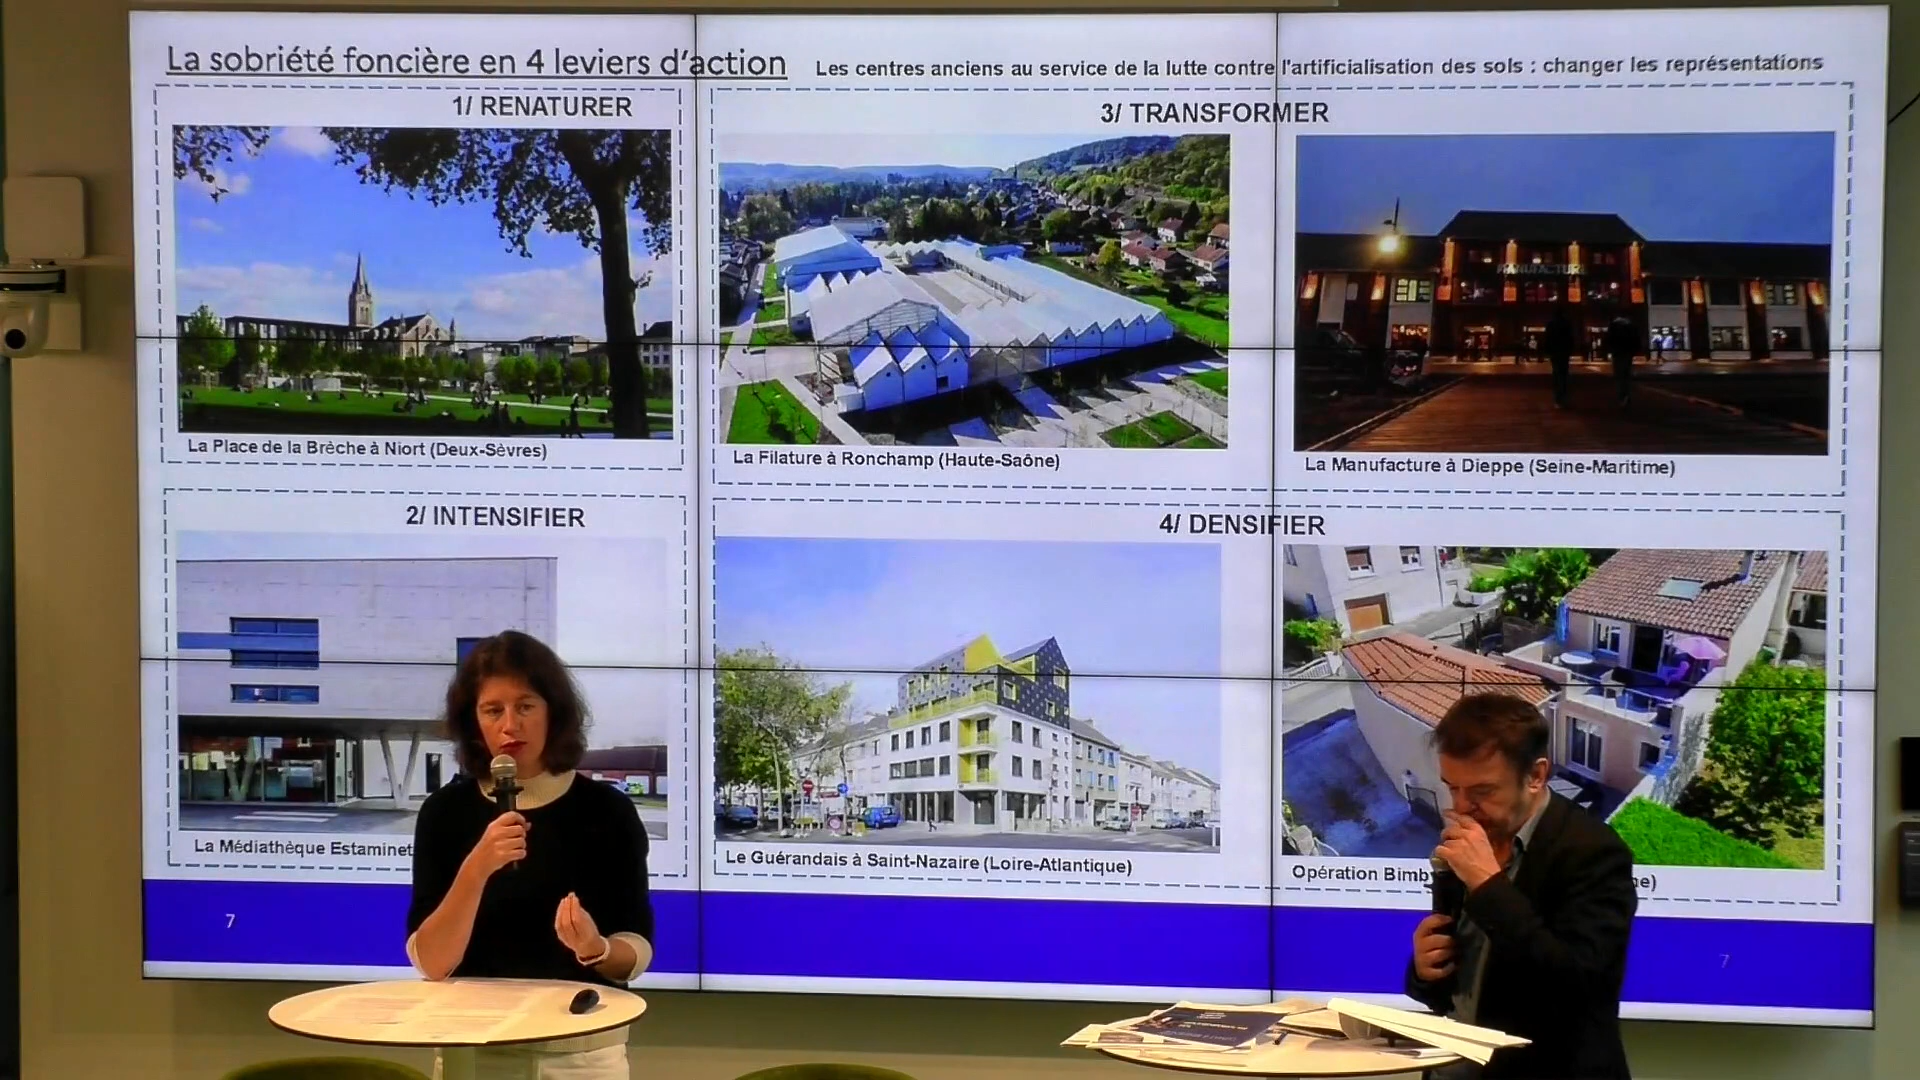 La sobriété foncière en 4 leviers d'action
Les centres anciens au service de la lutte contre l'artificialisation des sols : changer les représentations
1/ RENATURER
La Place de la Brèche à Niort (Deux-Sèvres)
3/ TRANSFORMER
MANUFACTURE
La Filature à Ronchamp (Haute-Saône)
La Manufacture à Dieppe (Seine-Maritime)
2/ INTENSIFIER
La Médiathèque Estaminet
4/ DENSIFIER
Le Guérandais à Saint-Nazaire (Loire-Atlantique)
Opération
7
7